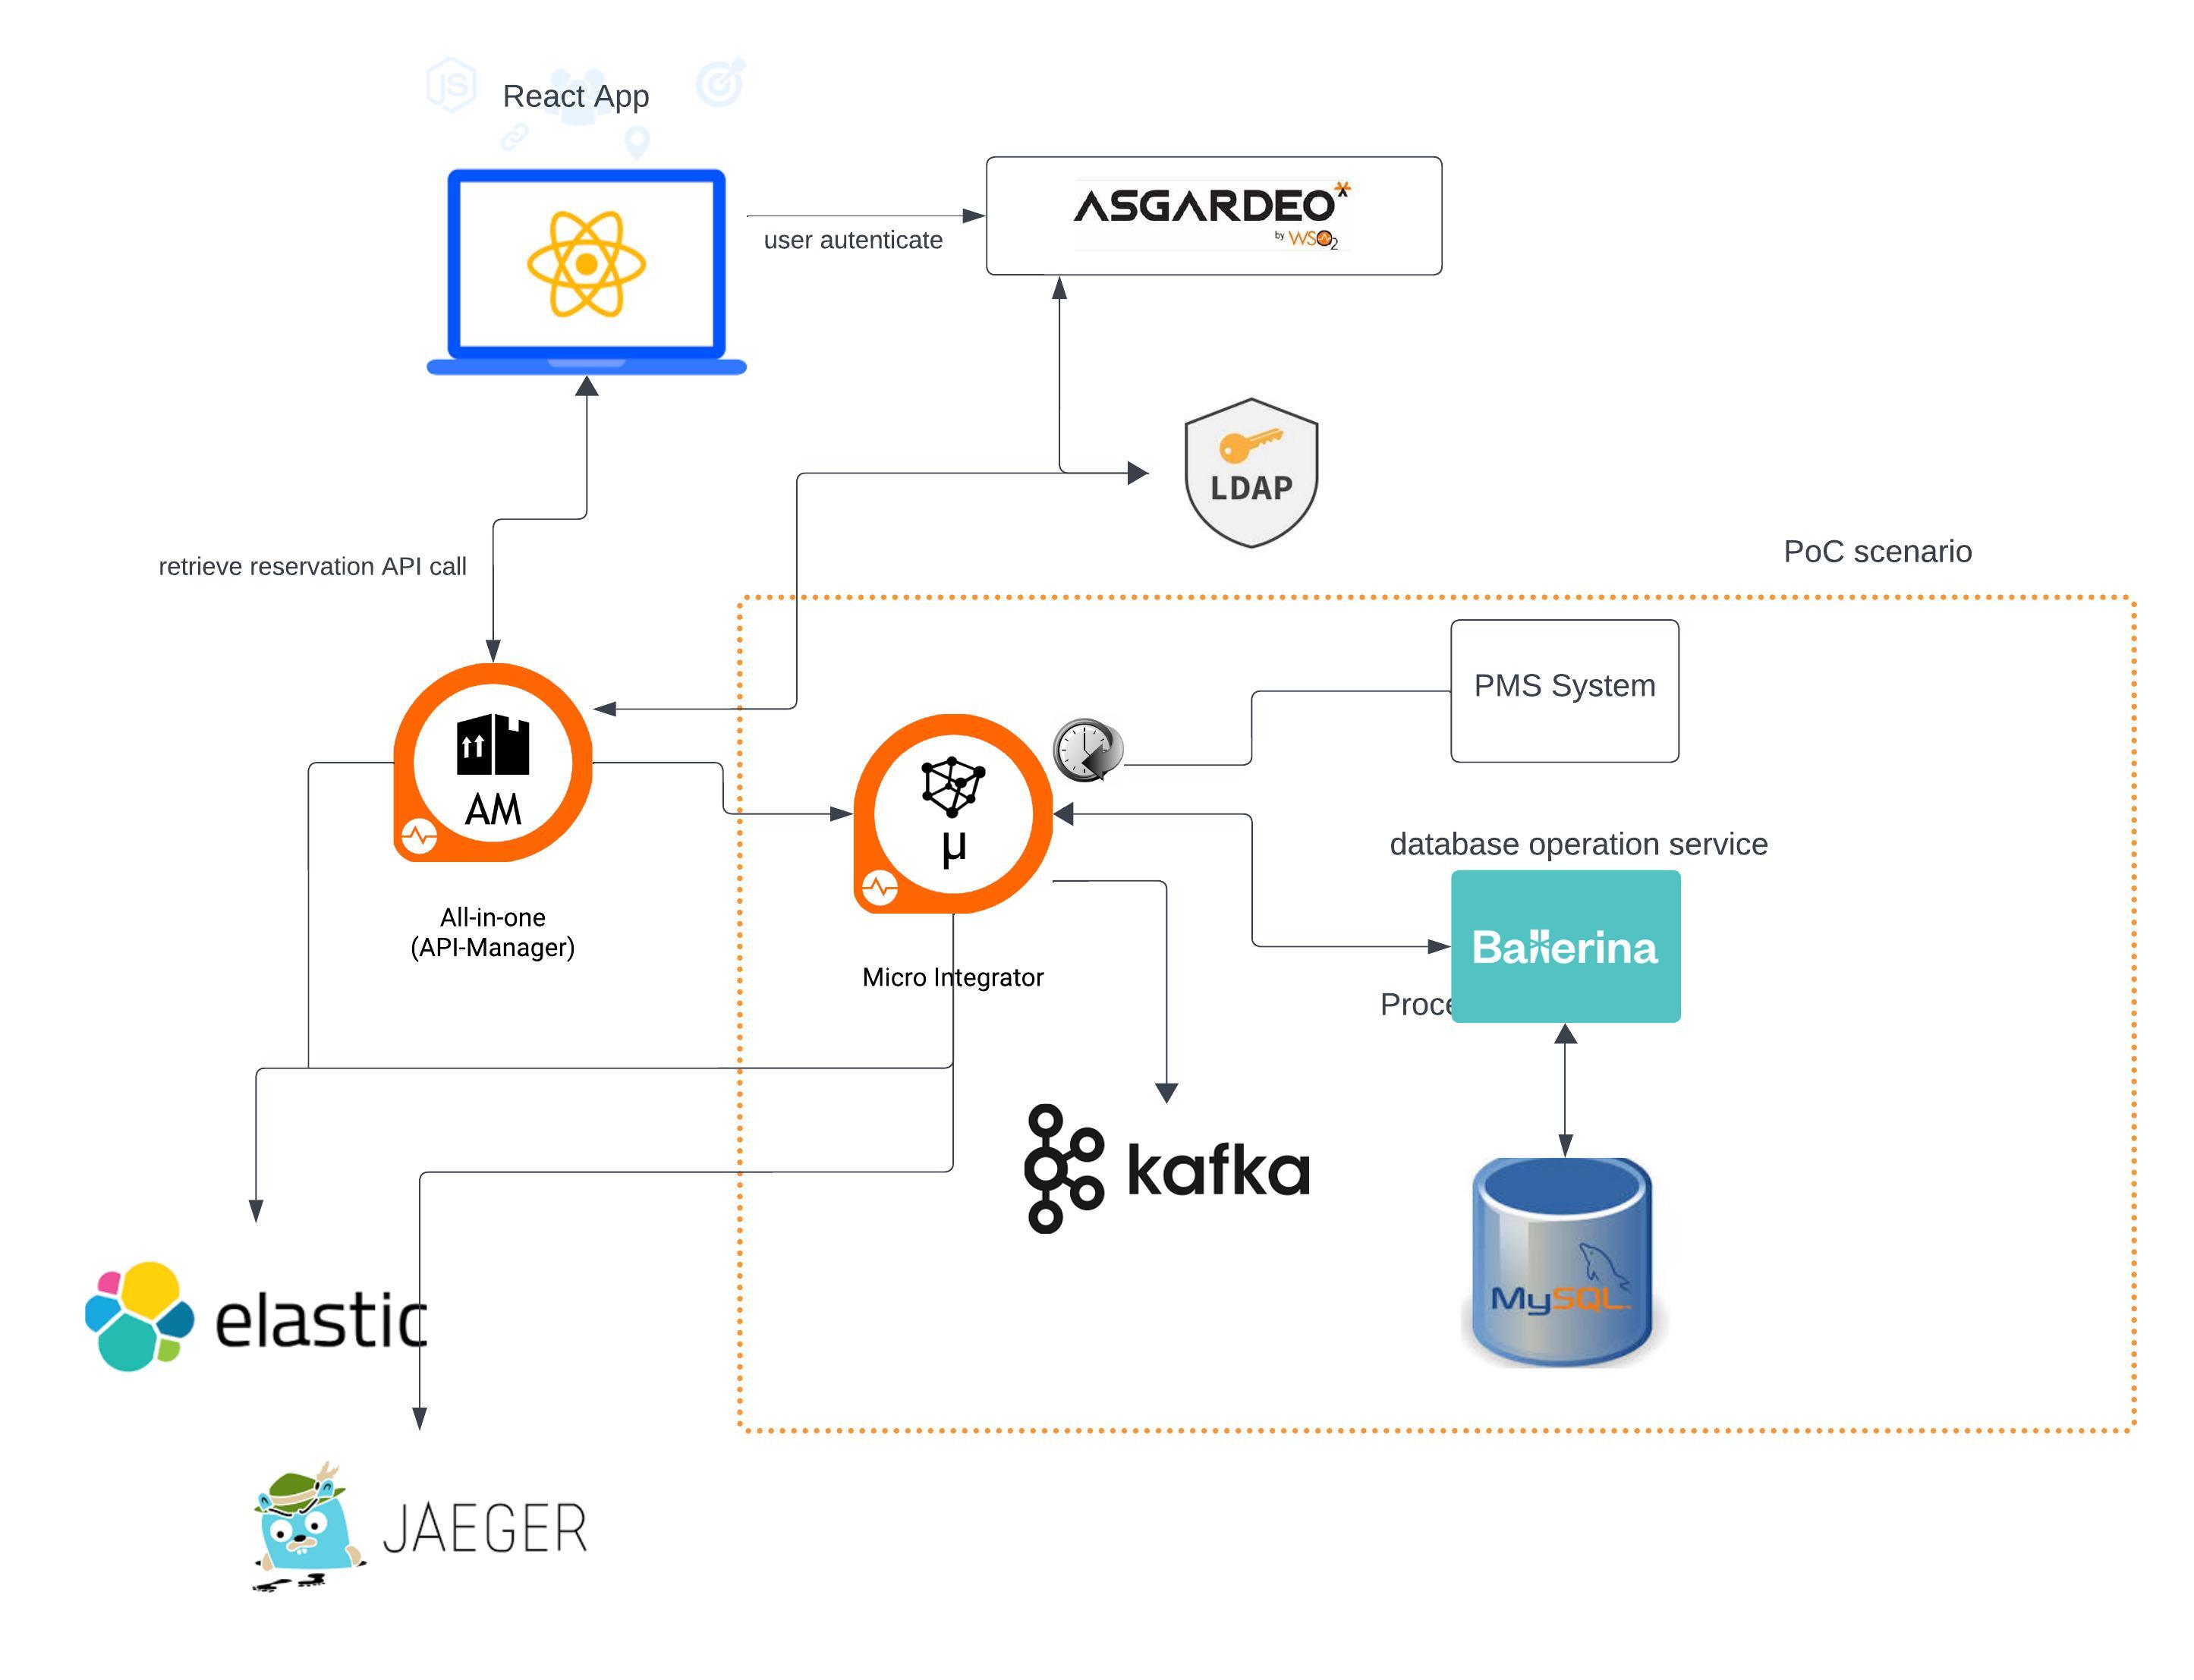 JS
React App
ASGARDEO
by WSO2
user autenticate
LDAP
PoC scenario
retrieve reservation API call
PMS System
AM
μ
database operation service
All-in-one
(API-Manager)
Ballerina
Micro Integrator
Proce
kafka
MySQL
elastic
JAEGER